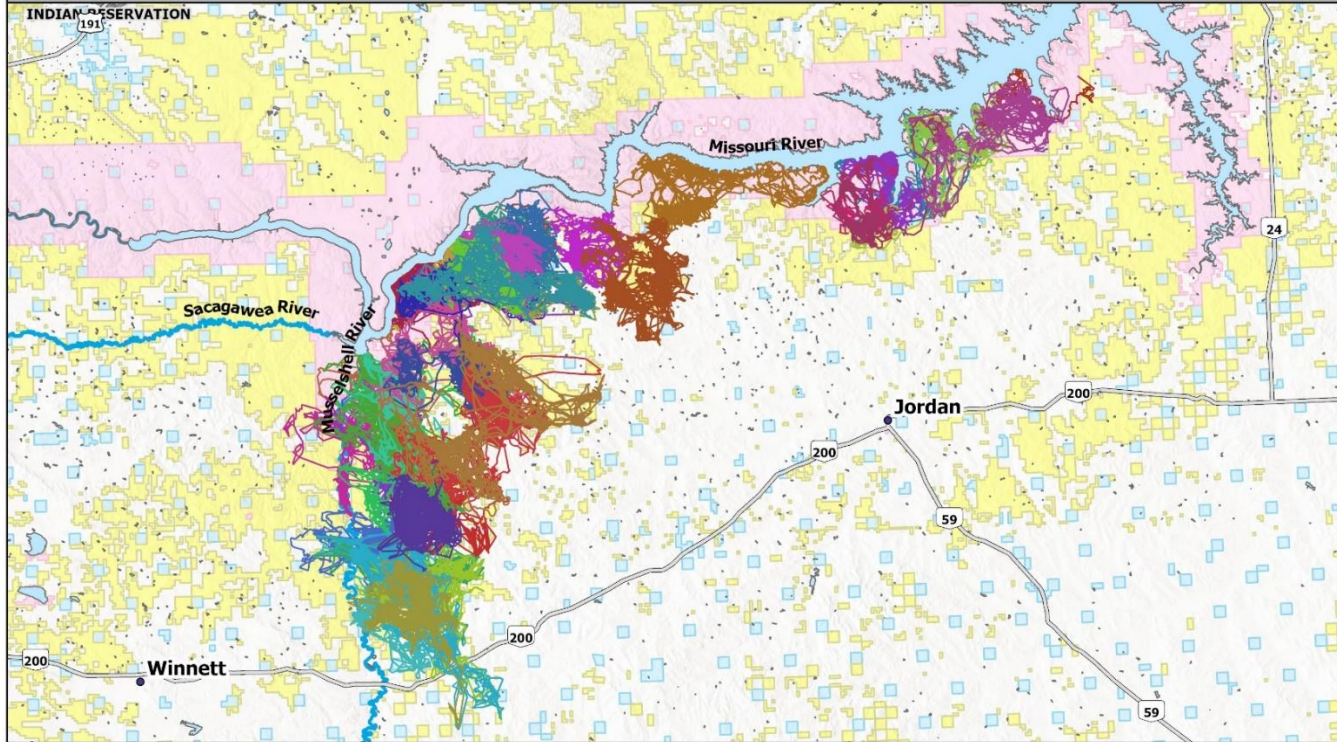 INDIAN RESERVATION
191
Missouri River
24
Sacagawea River
Musselshell River
Jordan
200
200
59
200
200
Winnett
59